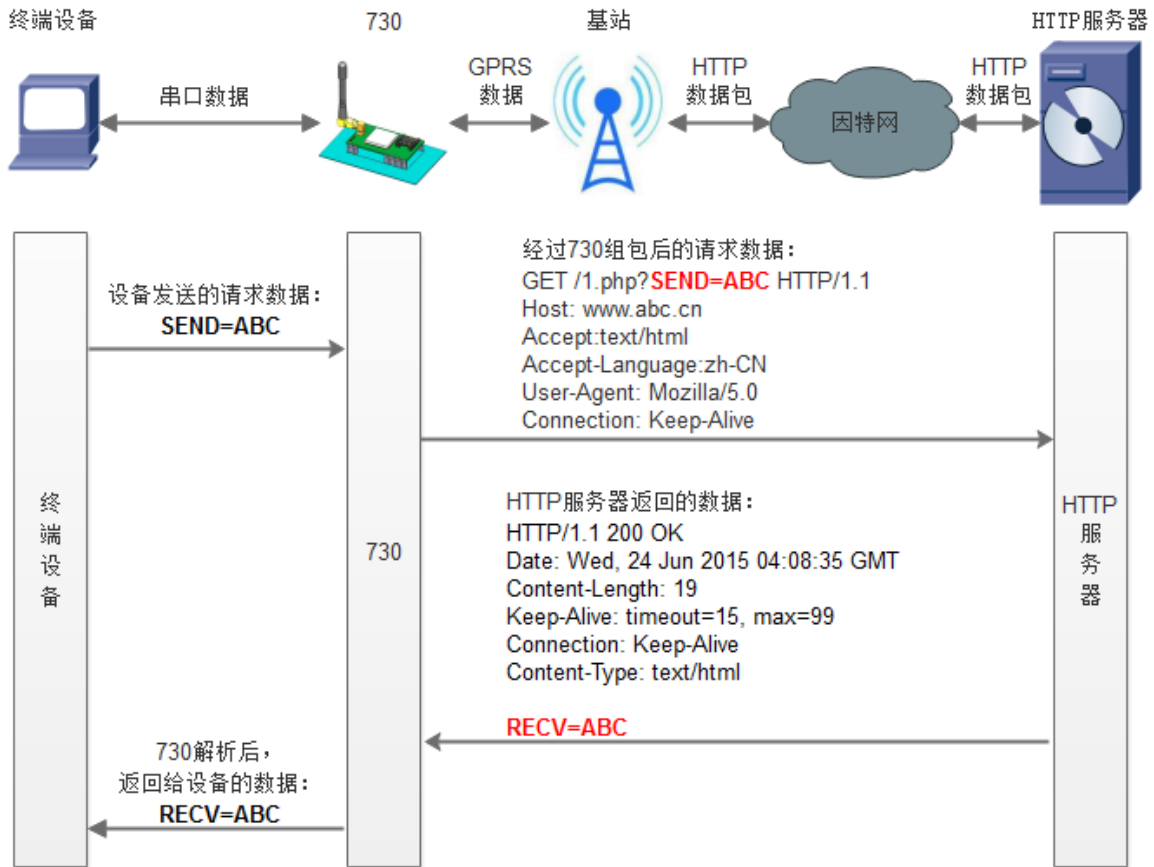 终端设备
730
基站
HTTP服务器
串口数据
GPRS
数据
HTTP
数据包
因特网
HTTP
数据包
经过730组包后的请求数据：
GET /1.php?SEND=ABC HTTP/1.1
Host: www.abc.cn
Accept:text/html
Accept-Language:zh-CN
User-Agent: Mozilla/5.0
Connection: Keep-Alive
设备发送的请求数据：
SEND=ABC
终端设备
730
HTTP
服务器
HTTP服务器返回的数据：
HTTP/1.1 200 OK
Date: Wed, 24 Jun 2015 04:08:35 GMT
Content-Length: 19
Keep-Alive: timeout=15, max=99
Connection: Keep-Alive
Content-Type: text/html
RECV=ABC
730解析后，
返回给设备的数据：
RECV=ABC